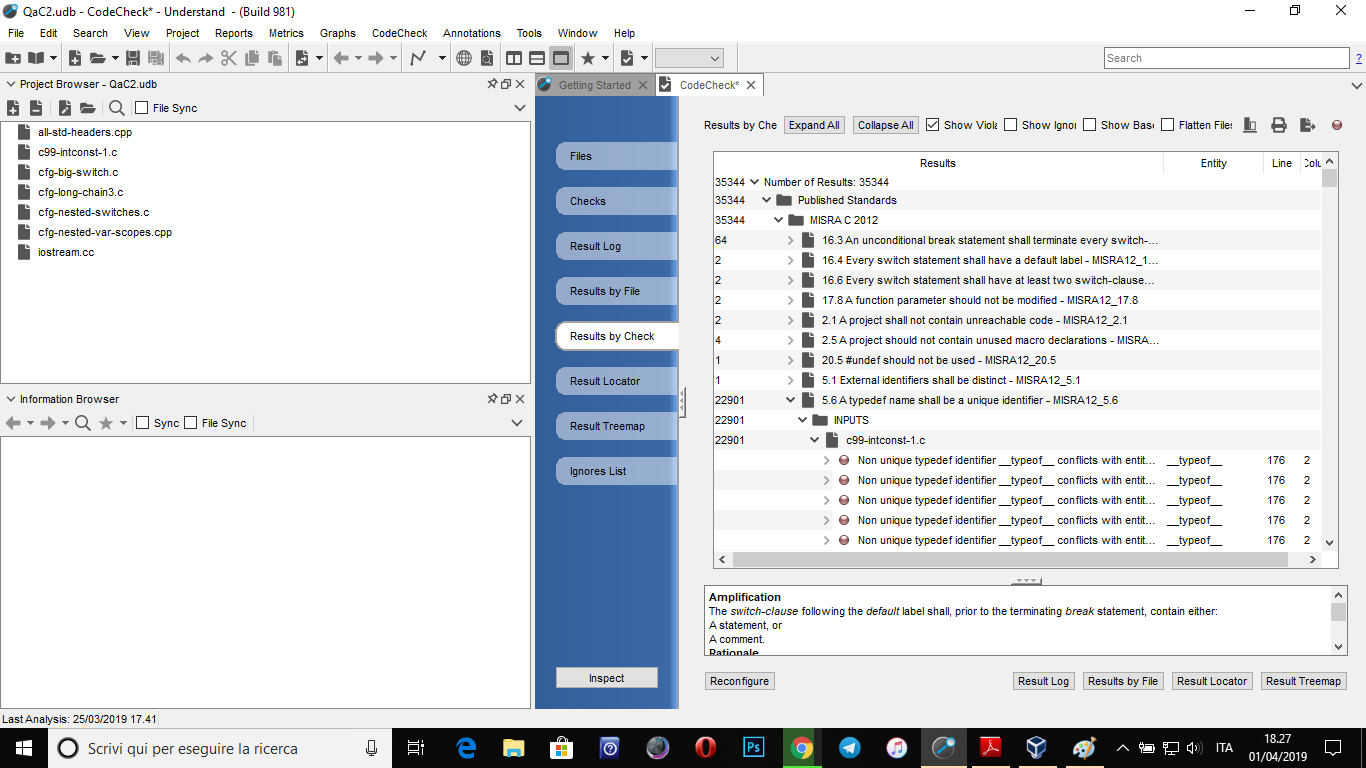 QaC2.udb - CodeCheck* - Understand - (Build 981)
File Edit Search View Project Reports Metrics Graphs CodeCheck Annotations Tools Window Help
Search
?
Project Browser - QaC2.udb
File Sync
all-std-headers.cpp
c99-intconst-1.c
cfg-big-switch.c
cfg-long-chain3.c
cfg-nested-switches.c
cfg-nested-var-scopes.cpp
iostream.cc
Information Browser
Sync File Sync
Last Analysis: 25/03/2019 17.41
Getting Started CodeCheck*
Files
Checks
Result Log
Results by File
Results by Check
Result Locator
Result Treemap
Ignores List
Inspect
Results by Che Expand All Collapse All Show Viola Show Ignor Show Base Flatten Files
Results Entity Line Colu
35344 Number of Results: 35344
35344 Published Standards
35344 MISRA C 2012
64 16.3 An unconditional break statement shall terminate every switch-...
2 16.4 Every switch statement shall have a default label - MISRA12_1...
2 16.6 Every switch statement shall have at least two switch-clause...
2 17.8 A function parameter should not be modified - MISRA12_17.8
2 2.1 A project shall not contain unreachable code - MISRA12_2.1
4 2.5 A project should not contain unused macro declarations - MISRA...
1 20.5 #undef should not be used - MISRA12_20.5
1 5.1 External identifiers shall be distinct - MISRA12_5.1
22901 5.6 A typedef name shall be a unique identifier - MISRA12_5.6
22901 INPUTS
22901 c99-intconst-1.c
Non unique typedef identifier __typeof__ conflicts with entit... __typeof__ 176 2
Non unique typedef identifier __typeof__ conflicts with entit... __typeof__ 176 2
Non unique typedef identifier __typeof__ conflicts with entit... __typeof__ 176 2
Non unique typedef identifier __typeof__ conflicts with entit... __typeof__ 176 2
Non unique typedef identifier __typeof__ conflicts with entit... __typeof__ 176 2
Amplification
The switch-clause following the default label shall, prior to the terminating break statement, contain either:
A statement, or
A comment.
Rationale
Reconfigure Result Log Results by File Result Locator Result Treemap
Scrivi qui per eseguire la ricerca
Ps
ITA
18.27
01/04/2019